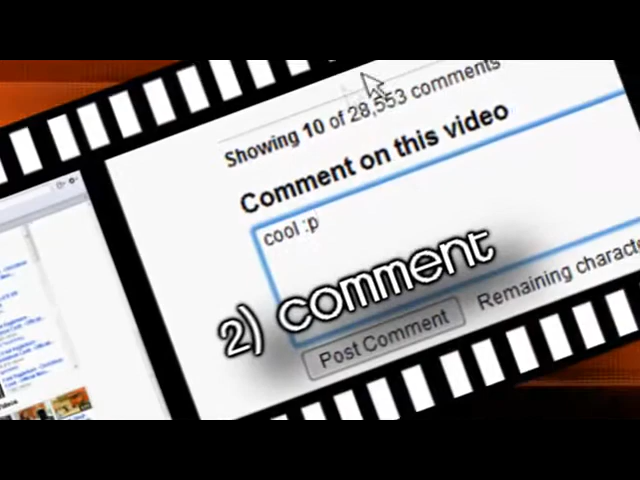 Showing 10 of 28,553 comments
Comment on this video
cool :p
2) comment
Post Comment
Remaining characte